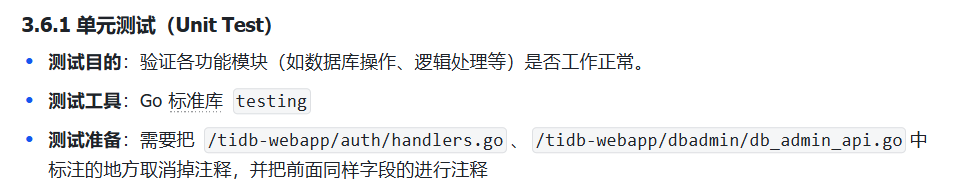 3.6.1 单元测试（Unit Test）
• 测试目的：验证各功能模块（如数据库操作、逻辑处理等）是否工作正常。
• 测试工具：Go 标准库 testing
• 测试准备：需要把 /tidb-webapp/auth/handlers.go 、 /tidb-webapp/dbadmin/db_admin_api.go 中
标注的地方取消掉注释，并把前面同样字段的进行注释